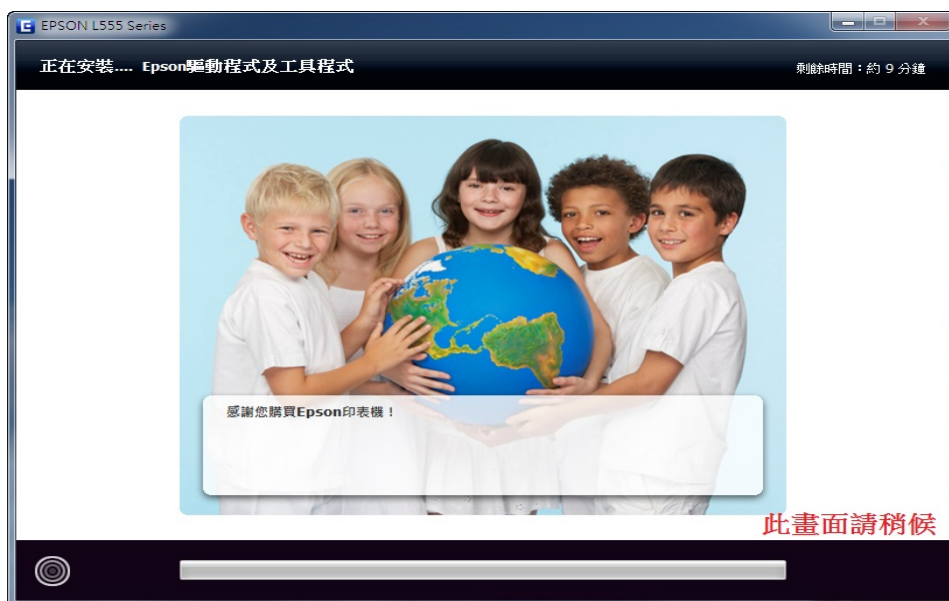 EPSON L555 Series
正在安裝.... Epson驅動程式及工具程式
剩餘時間：約 9 分鐘
感謝您購買Epson印表機！
此畫面請稍候